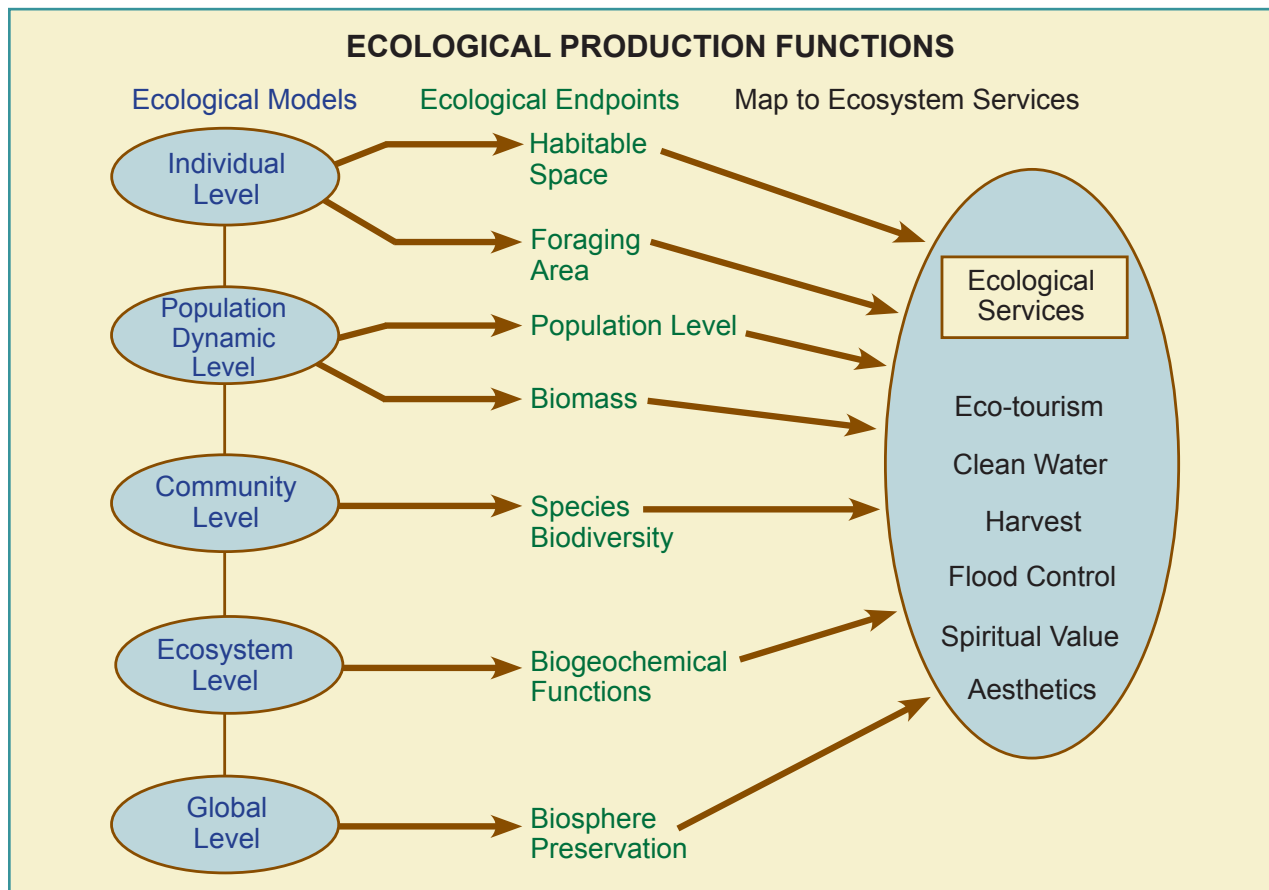 ECOLOGICAL PRODUCTION FUNCTIONS
Ecological Models
Ecological Endpoints
Map to Ecosystem Services
Individual
Level
Habitable
Space
Foraging
Area
Population
Dynamic
Level
Population Level
Biomass
Community
Level
Species
Biodiversity
Ecosystem
Level
Biogeochemical
Functions
Global
Level
Biosphere
Preservation
Ecological
Services
Eco-tourism
Clean Water
Harvest
Flood Control
Spiritual Value
Aesthetics